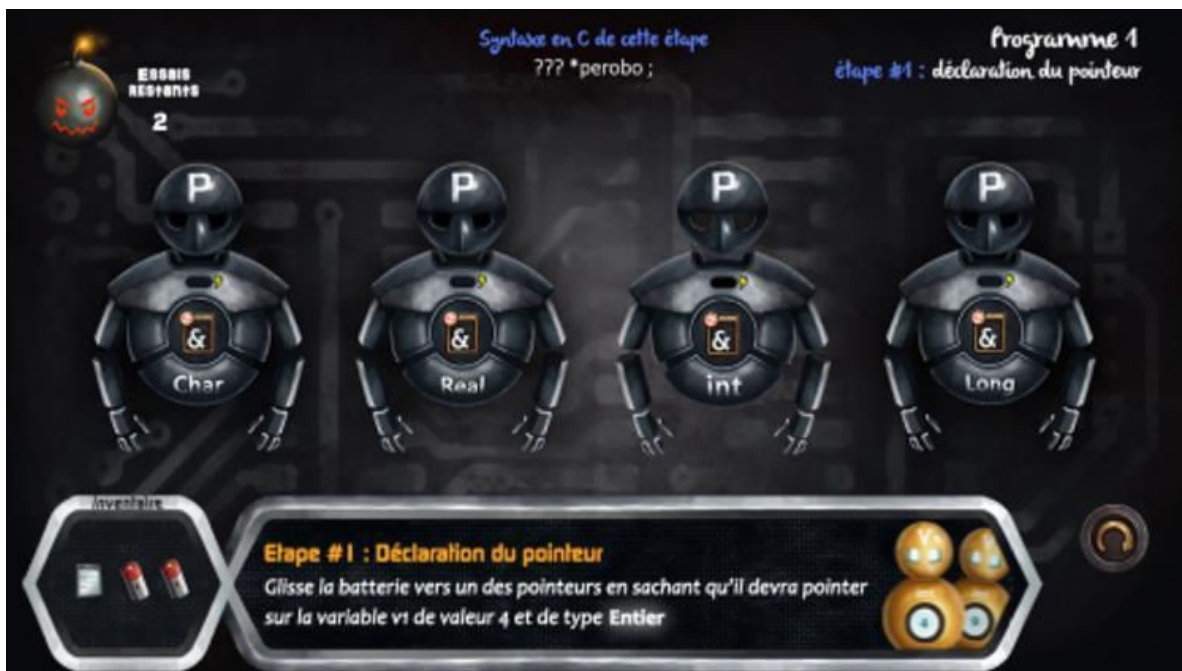 Essais
restants
2
Syntaxe en C de cette étape
??? *perobo ;
Programme 1
étape #1 : déclaration du pointeur
P
P
P
P
&
&
&
&
Char
Real
int
Long
Inventaire
Etape #1 : Déclaration du pointeur
Glisse la batterie vers un des pointeurs en sachant qu'il devra pointer
sur la variable v1 de valeur 4 et de type Entier
4